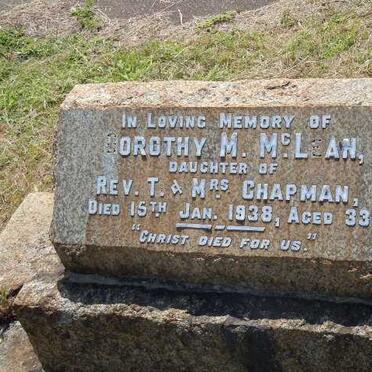 IN LOVING MEMORY OF
DOROTHY M. McLEAN,
DAUGHTER OF
REV. T. & MRS CHAPMAN,
DIED 15TH JAN. 1938, AGED 33
"CHRIST DIED FOR US."